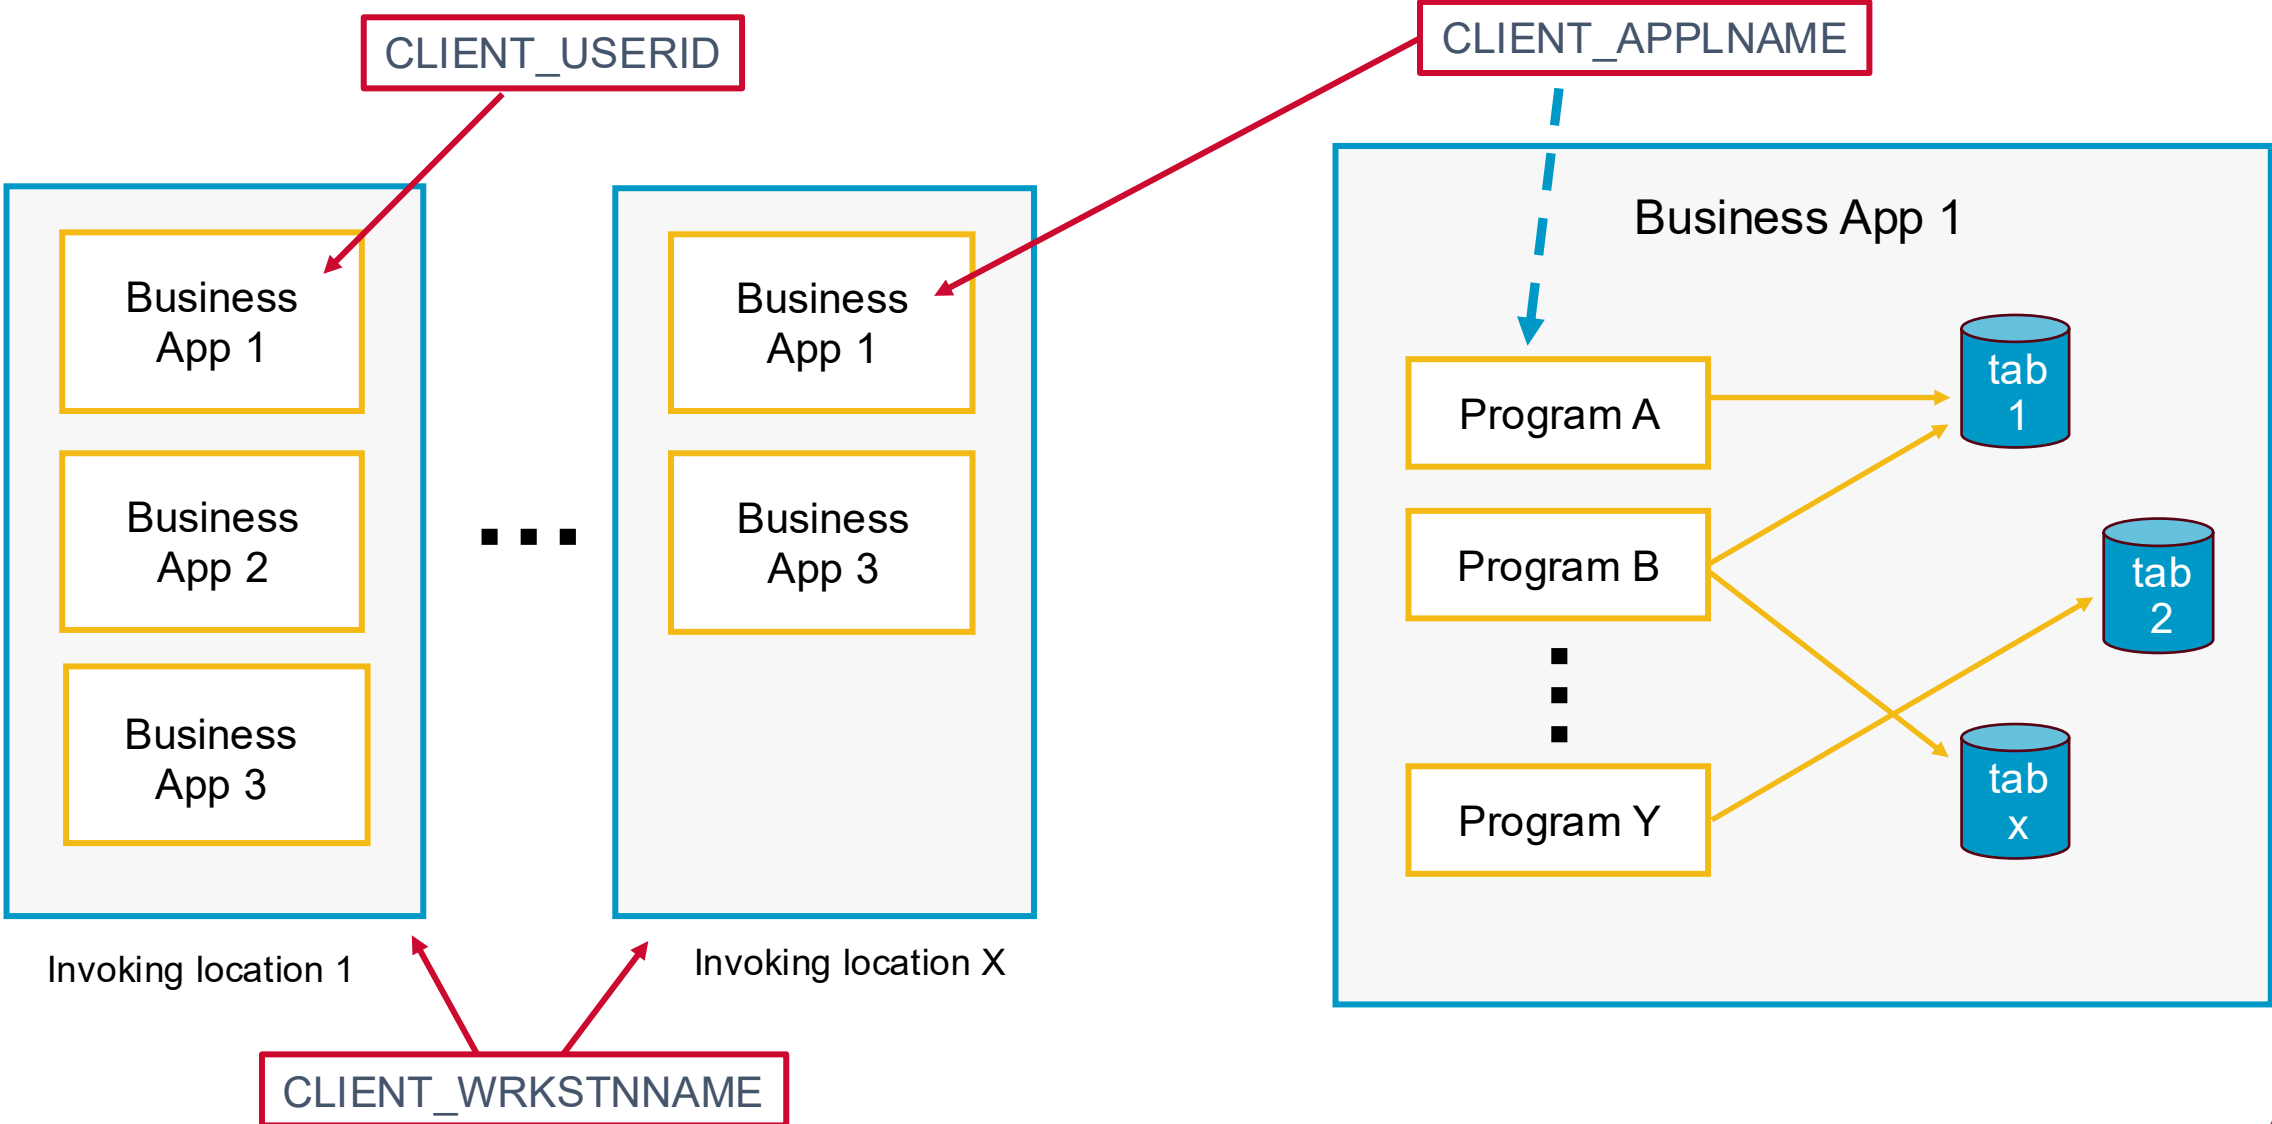 CLIENT_USERID
CLIENT_APPLNAME
Business
App 1
Business
App 2
Business
App 3
Invoking location 1
Business
App 1
Business
App 3
Invoking location X
CLIENT_WRKSTNNAME
Business App 1
Program A
Program B
Program Y
tab
1
tab
2
tab
x